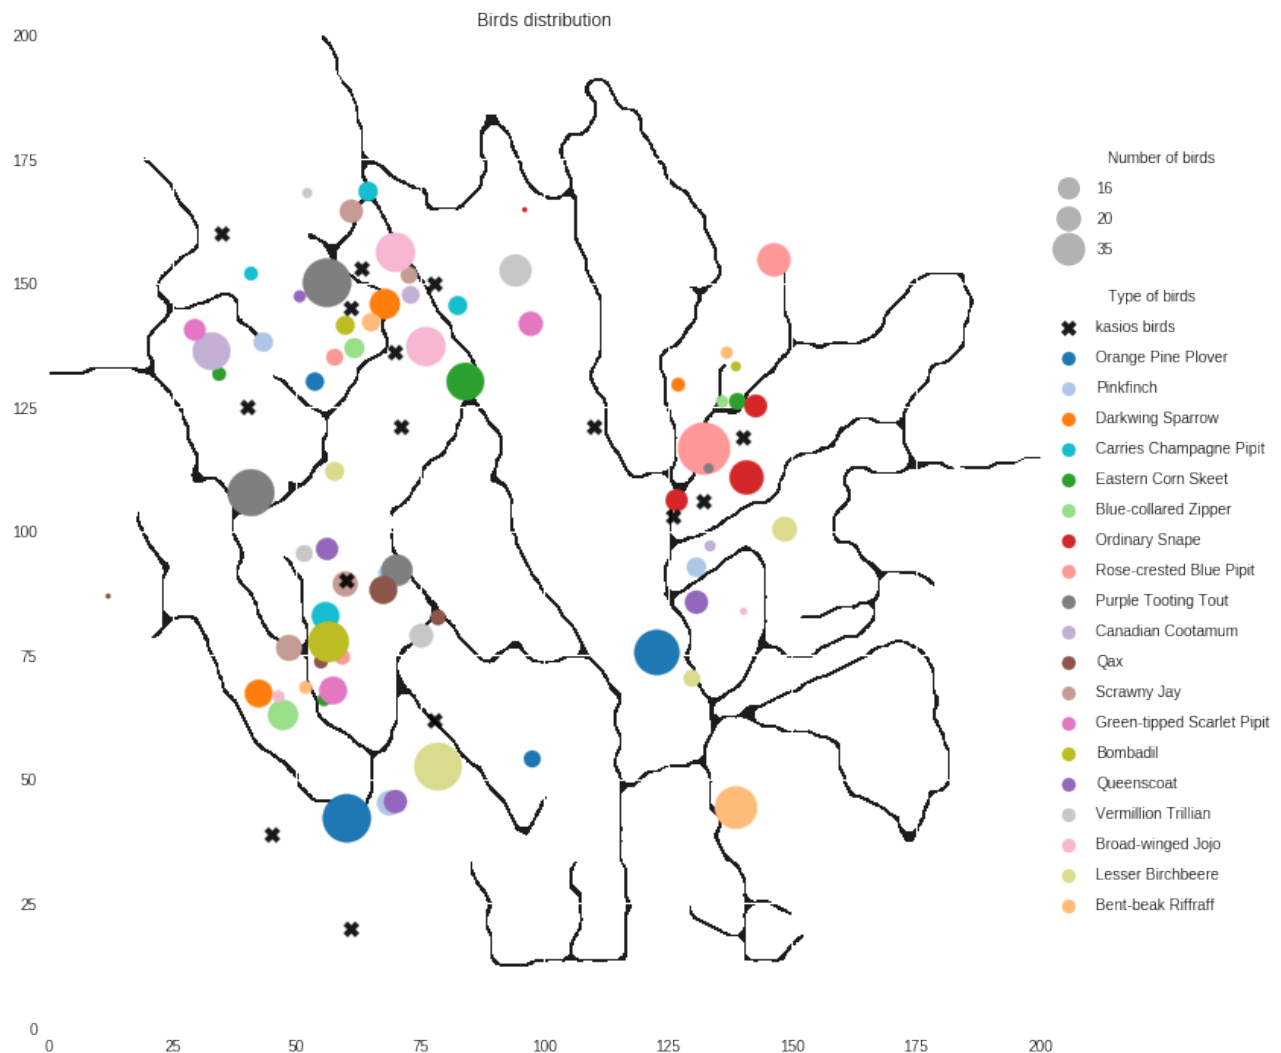 Birds distribution
200
175
150
125
100
75
50
25
0
0 25 50 75 100 125 150 175 200
Number of birds
16
20
35
Type of birds
kasios birds
Orange Pine Plover
Pinkfinch
Darkwing Sparrow
Carries Champagne Pipit
Eastern Corn Skeet
Blue-collared Zipper
Ordinary Snape
Rose-crested Blue Pipit
Purple Tooting Tout
Canadian Cootamum
Qax
Scrawny Jay
Green-tipped Scarlet Pipit
Bombadil
Queenscoat
Vermillion Trillian
Broad-winged Jojo
Lesser Birchbeere
Bent-beak Riffraff